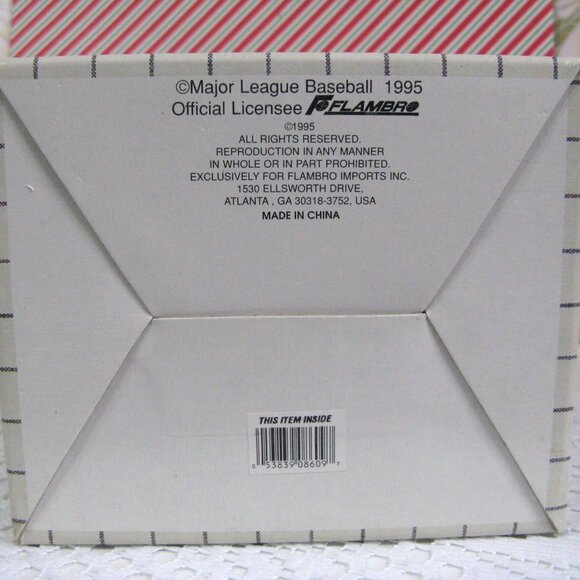 ©Major League Baseball 1995
Official Licensee FLAMBRO
©1995
ALL RIGHTS RESERVED.
REPRODUCTION IN ANY MANNER
IN WHOLE OR IN PART PROHIBITED.
EXCLUSIVELY FOR FLAMBRO IMPORTS INC.
1530 ELLSWORTH DRIVE,
ATLANTA , GA 30318-3752, USA
MADE IN CHINA
THIS ITEM INSIDE
0 53839 08609 7